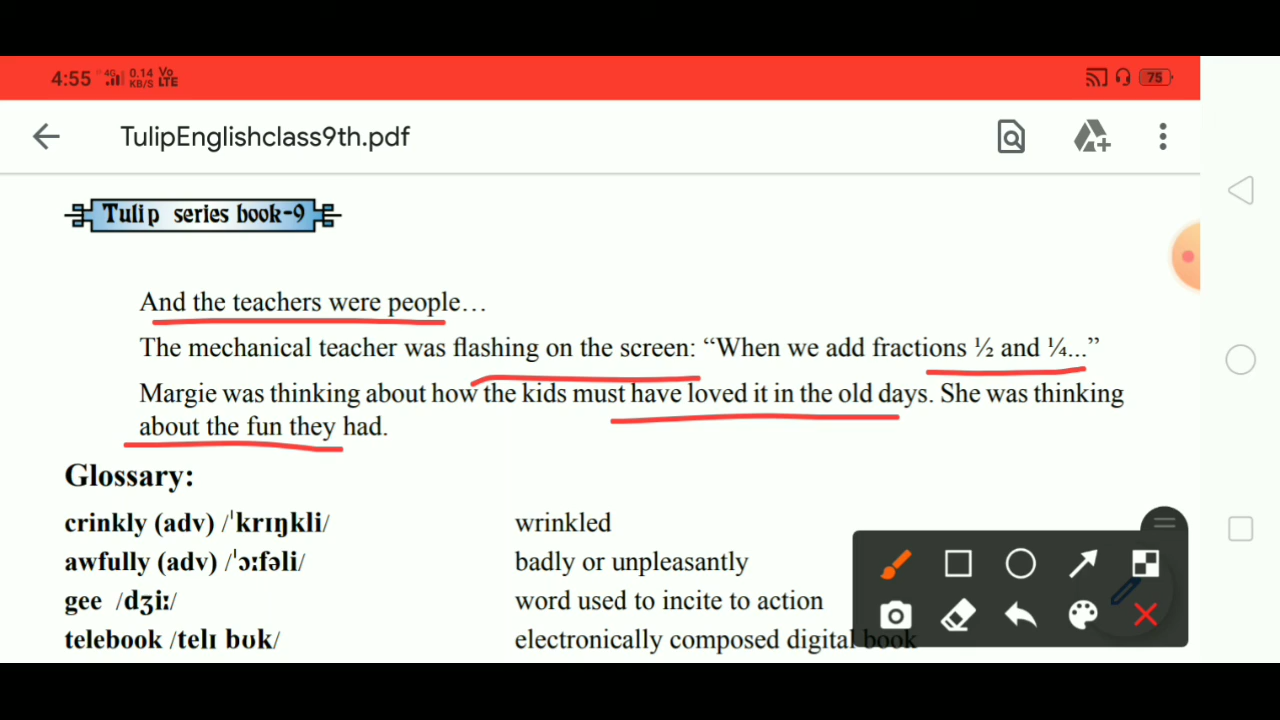 4:55 4G 0.14 KB/S Vo LTE 75
TulipEnglishclass9th.pdf
Tulip series book-9
And the teachers were people…
The mechanical teacher was flashing on the screen: “When we add fractions ½ and ¼...”
Margie was thinking about how the kids must have loved it in the old days. She was thinking
about the fun they had.
Glossary:
crinkly (adv) /ˈkrɪŋkli/ wrinkled
awfully (adv) /ˈɔːfəli/ badly or unpleasantly
gee /dʒiː/ word used to incite to action
telebook /telɪ bʊk/ electronically composed digital book